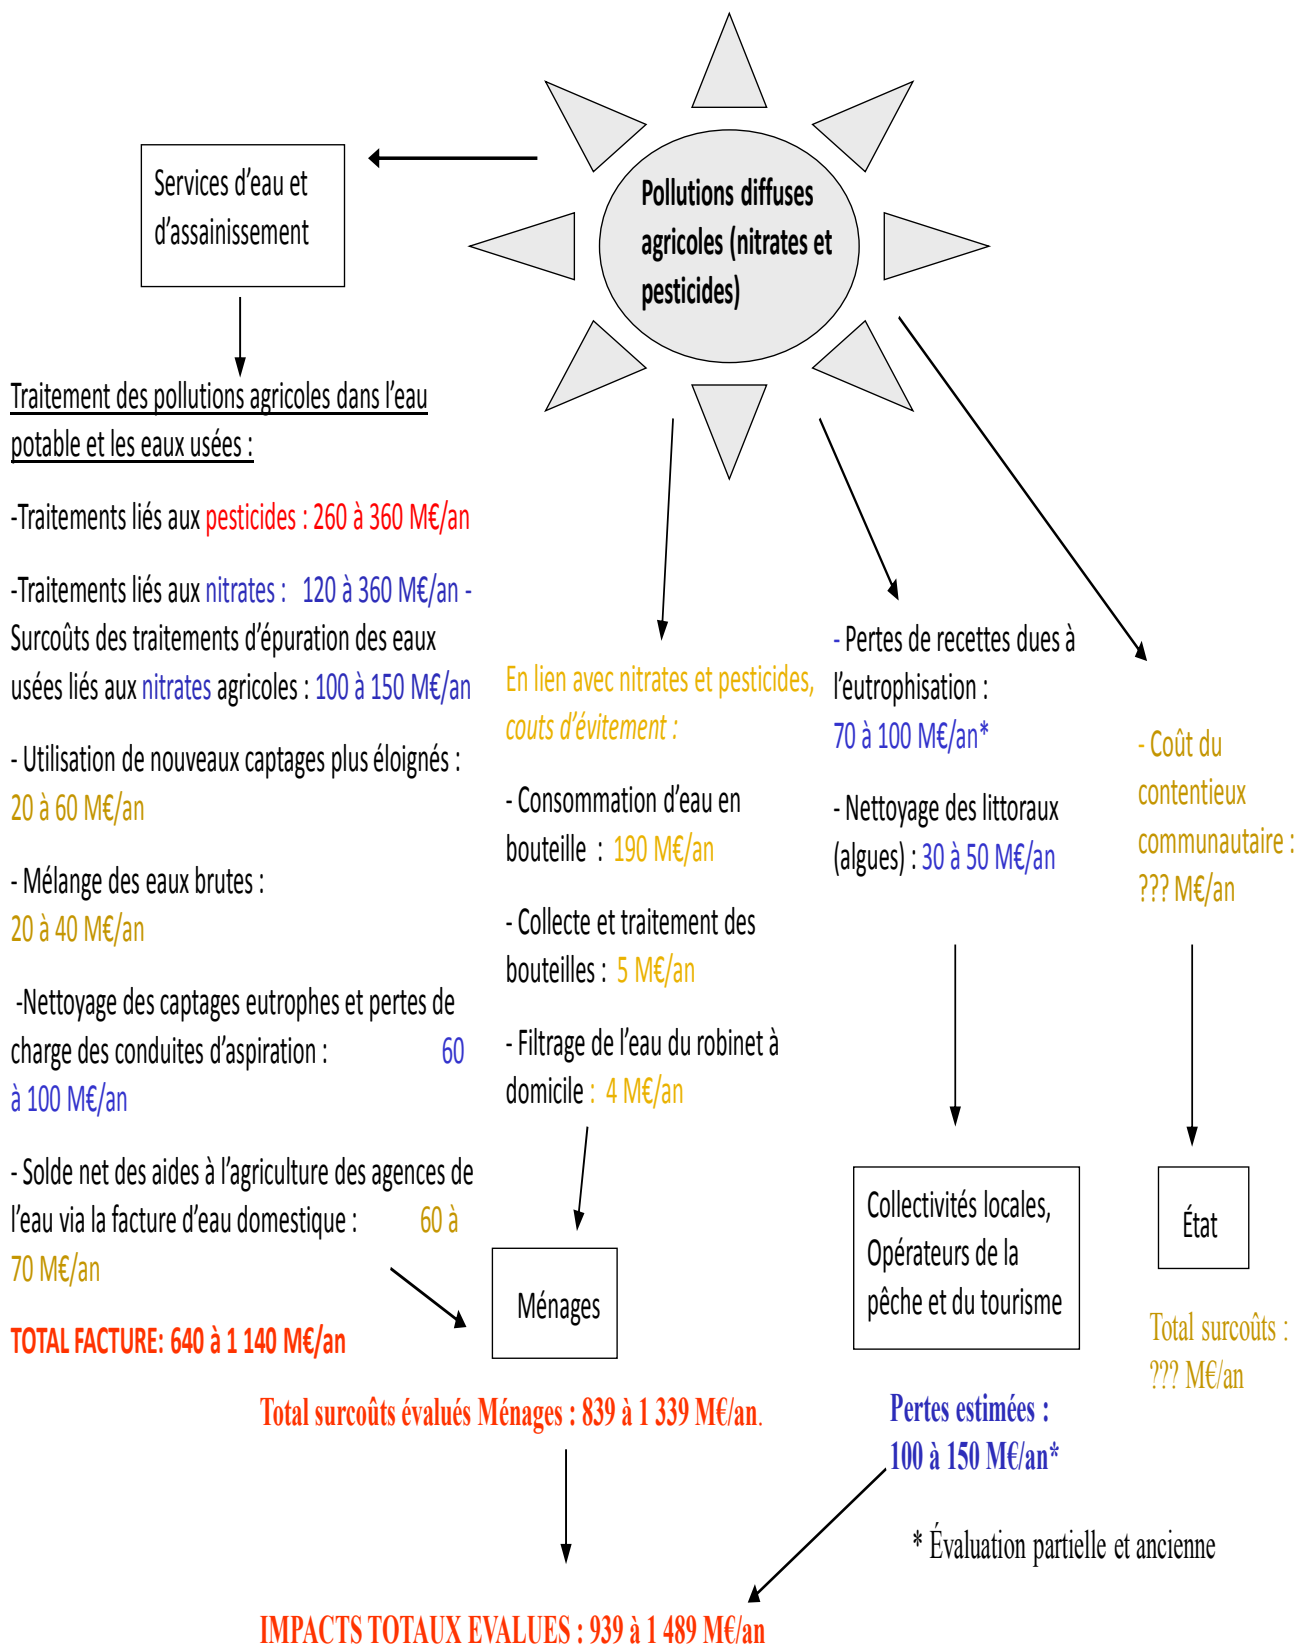 Pollutions diffuses
agricoles (nitrates et
pesticides)
Services d’eau et
d’assainissement
Traitement des pollutions agricoles dans l’eau
potable et les eaux usées :
-Traitements liés aux pesticides : 260 à 360 M€/an
-Traitements liés aux nitrates : 120 à 360 M€/an -
Surcoûts des traitements d’épuration des eaux
usées liés aux nitrates agricoles : 100 à 150 M€/an
- Utilisation de nouveaux captages plus éloignés :
20 à 60 M€/an
- Mélange des eaux brutes :
20 à 40 M€/an
-Nettoyage des captages eutrophes et pertes de
charge des conduites d’aspiration : 60
à 100 M€/an
- Solde net des aides à l’agriculture des agences de
l’eau via la facture d’eau domestique : 60 à
70 M€/an
TOTAL FACTURE: 640 à 1 140 M€/an
En lien avec nitrates et pesticides,
couts d’évitement :
- Consommation d’eau en
bouteille : 190 M€/an
- Collecte et traitement des
bouteilles : 5 M€/an
- Filtrage de l’eau du robinet à
domicile : 4 M€/an
Ménages
Total surcoûts évalués Ménages : 839 à 1 339 M€/an.
- Pertes de recettes dues à
l’eutrophisation :
70 à 100 M€/an*
- Nettoyage des littoraux
(algues) : 30 à 50 M€/an
Collectivités locales,
Opérateurs de la
pêche et du tourisme
Pertes estimées :
100 à 150 M€/an*
- Coût du
contentieux
communautaire :
??? M€/an
État
Total surcoûts :
??? M€/an
* Évaluation partielle et ancienne
IMPACTS TOTAUX EVALUES : 939 à 1 489 M€/an